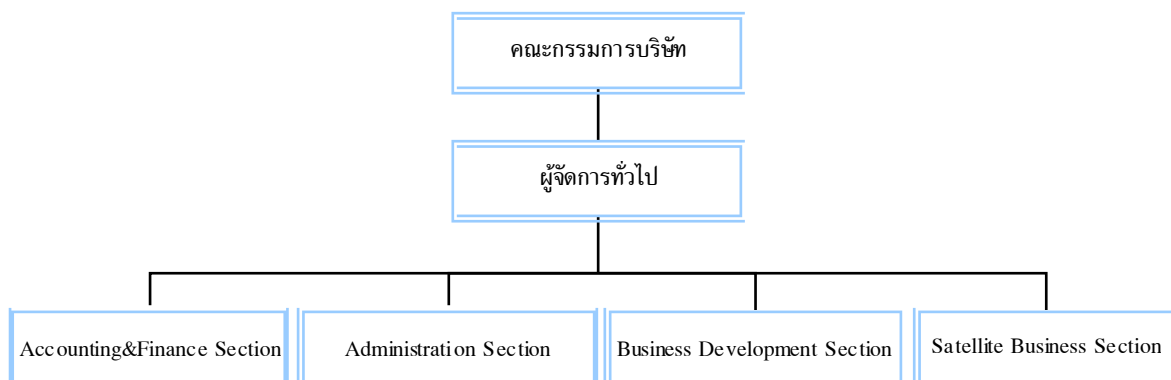 คณะกรรมการบริษัท
ผู้จัดการทั่วไป
Accounting&Finance Section
Administration Section
Business Development Section
Satellite Business Section